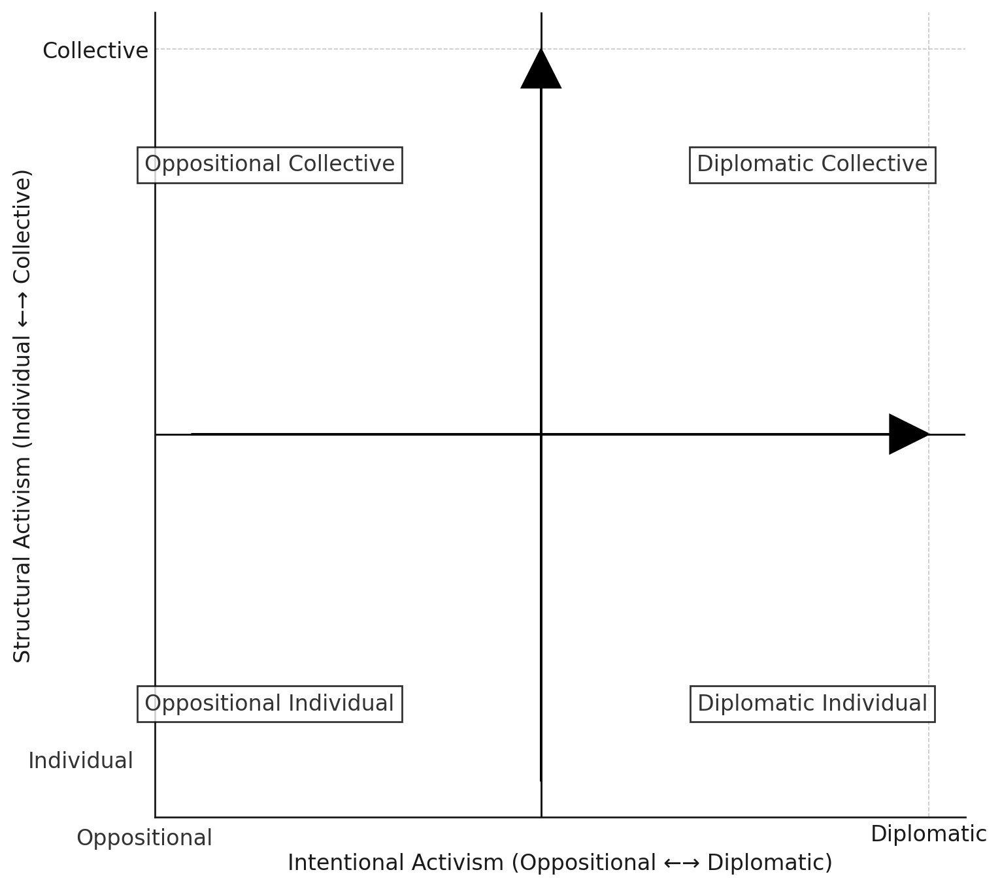 Collective
Oppositional Collective
Diplomatic Collective
Structural Activism (Individual ←→ Collective)
Oppositional Individual
Diplomatic Individual
Individual
Oppositional
Diplomatic
Intentional Activism (Oppositional ←→ Diplomatic)